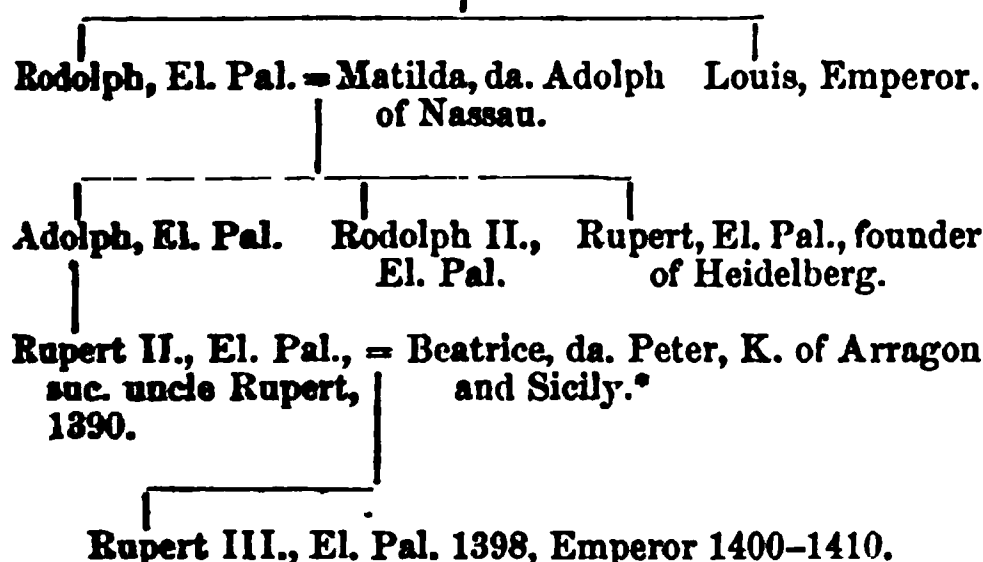 Rodolph, El. Pal. = Matilda, da. Adolph of Nassau. Louis, Emperor.
Adolph, El. Pal. Rodolph II., El. Pal. Rupert, El. Pal., founder of Heidelberg.
Rupert II., El. Pal., = Beatrice, da. Peter, K. of Arragon
suc. uncle Rupert, and Sicily.*
1390.
Rupert III., El. Pal. 1398, Emperor 1400–1410.